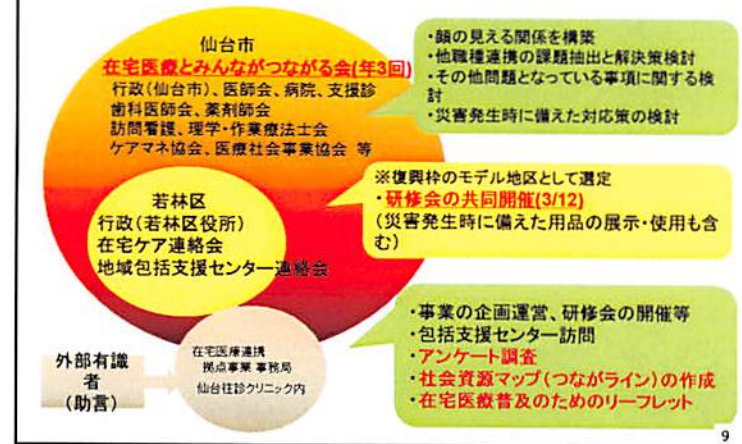 仙台市
在宅医療とみんながつながる会(年3回)
行政(仙台市)、医師会、病院、支援診
歯科医師会、薬剤師会
訪問看護、理学・作業療法士会
ケアマネ協会、医療社会事業協会 等
・顔の見える関係を構築
・他職種連携の課題抽出と解決策検討
・その他問題となっている事項に関する検
討
・災害発生時に備えた対応策の検討
若林区
行政(若林区役所)
在宅ケア連絡会
地域包括支援センター連絡会
※復興枠のモデル地区として選定
・研修会の共同開催(3/12)
(災害発生時に備えた用品の展示・使用も含
む)
外部有識
者
(助言)
在宅医療連携
拠点事業 事務局
仙台往診クリニック内
・事業の企画運営、研修会の開催等
・包括支援センター訪問
・アンケート調査
・社会資源マップ(つながライン)の作成
・在宅医療普及のためのリーフレット
9